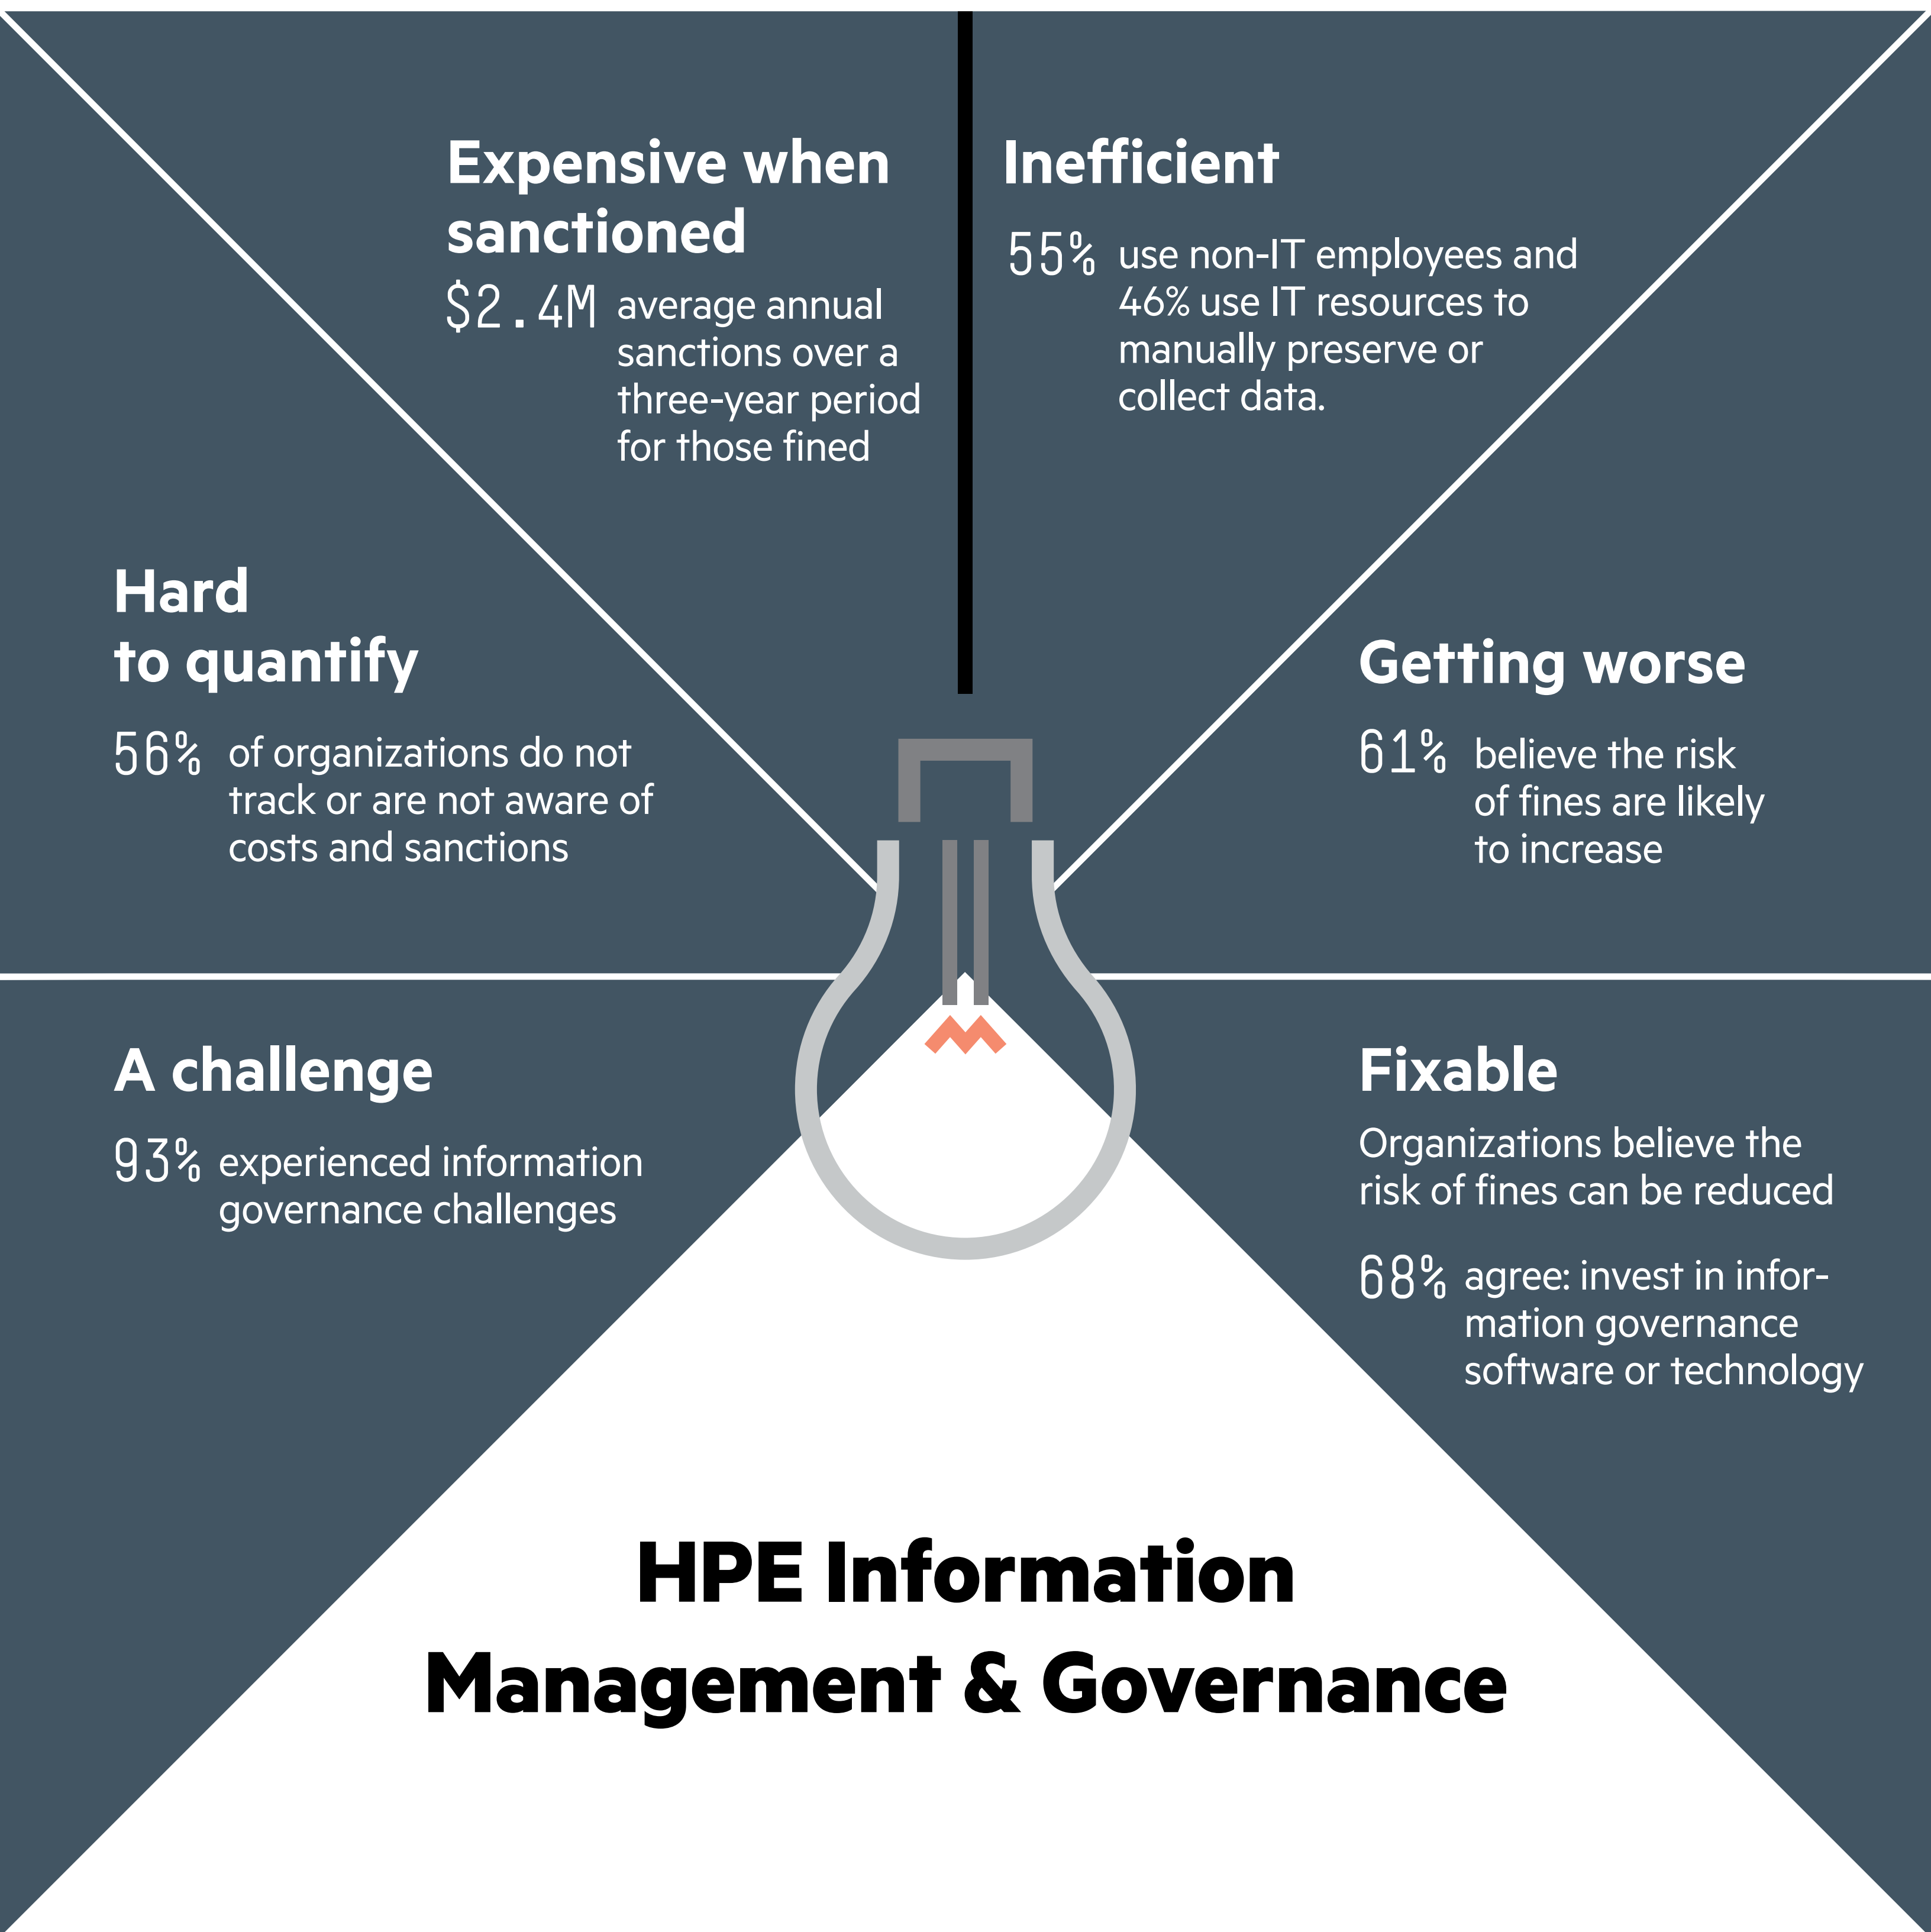 Expensive when
sanctioned
$2.4M average annual
sanctions over a
three-year period
for those fined
Inefficient
55% use non-IT employees and
46% use IT resources to
manually preserve or
collect data.
Hard
to quantify
56% of organizations do not
track or are not aware of
costs and sanctions
Getting worse
61% believe the risk
of fines are likely
to increase
A challenge
93% experienced information
governance challenges
Fixable
Organizations believe the
risk of fines can be reduced
68% agree: invest in infor-
mation governance
software or technology
HPE Information
Management & Governance